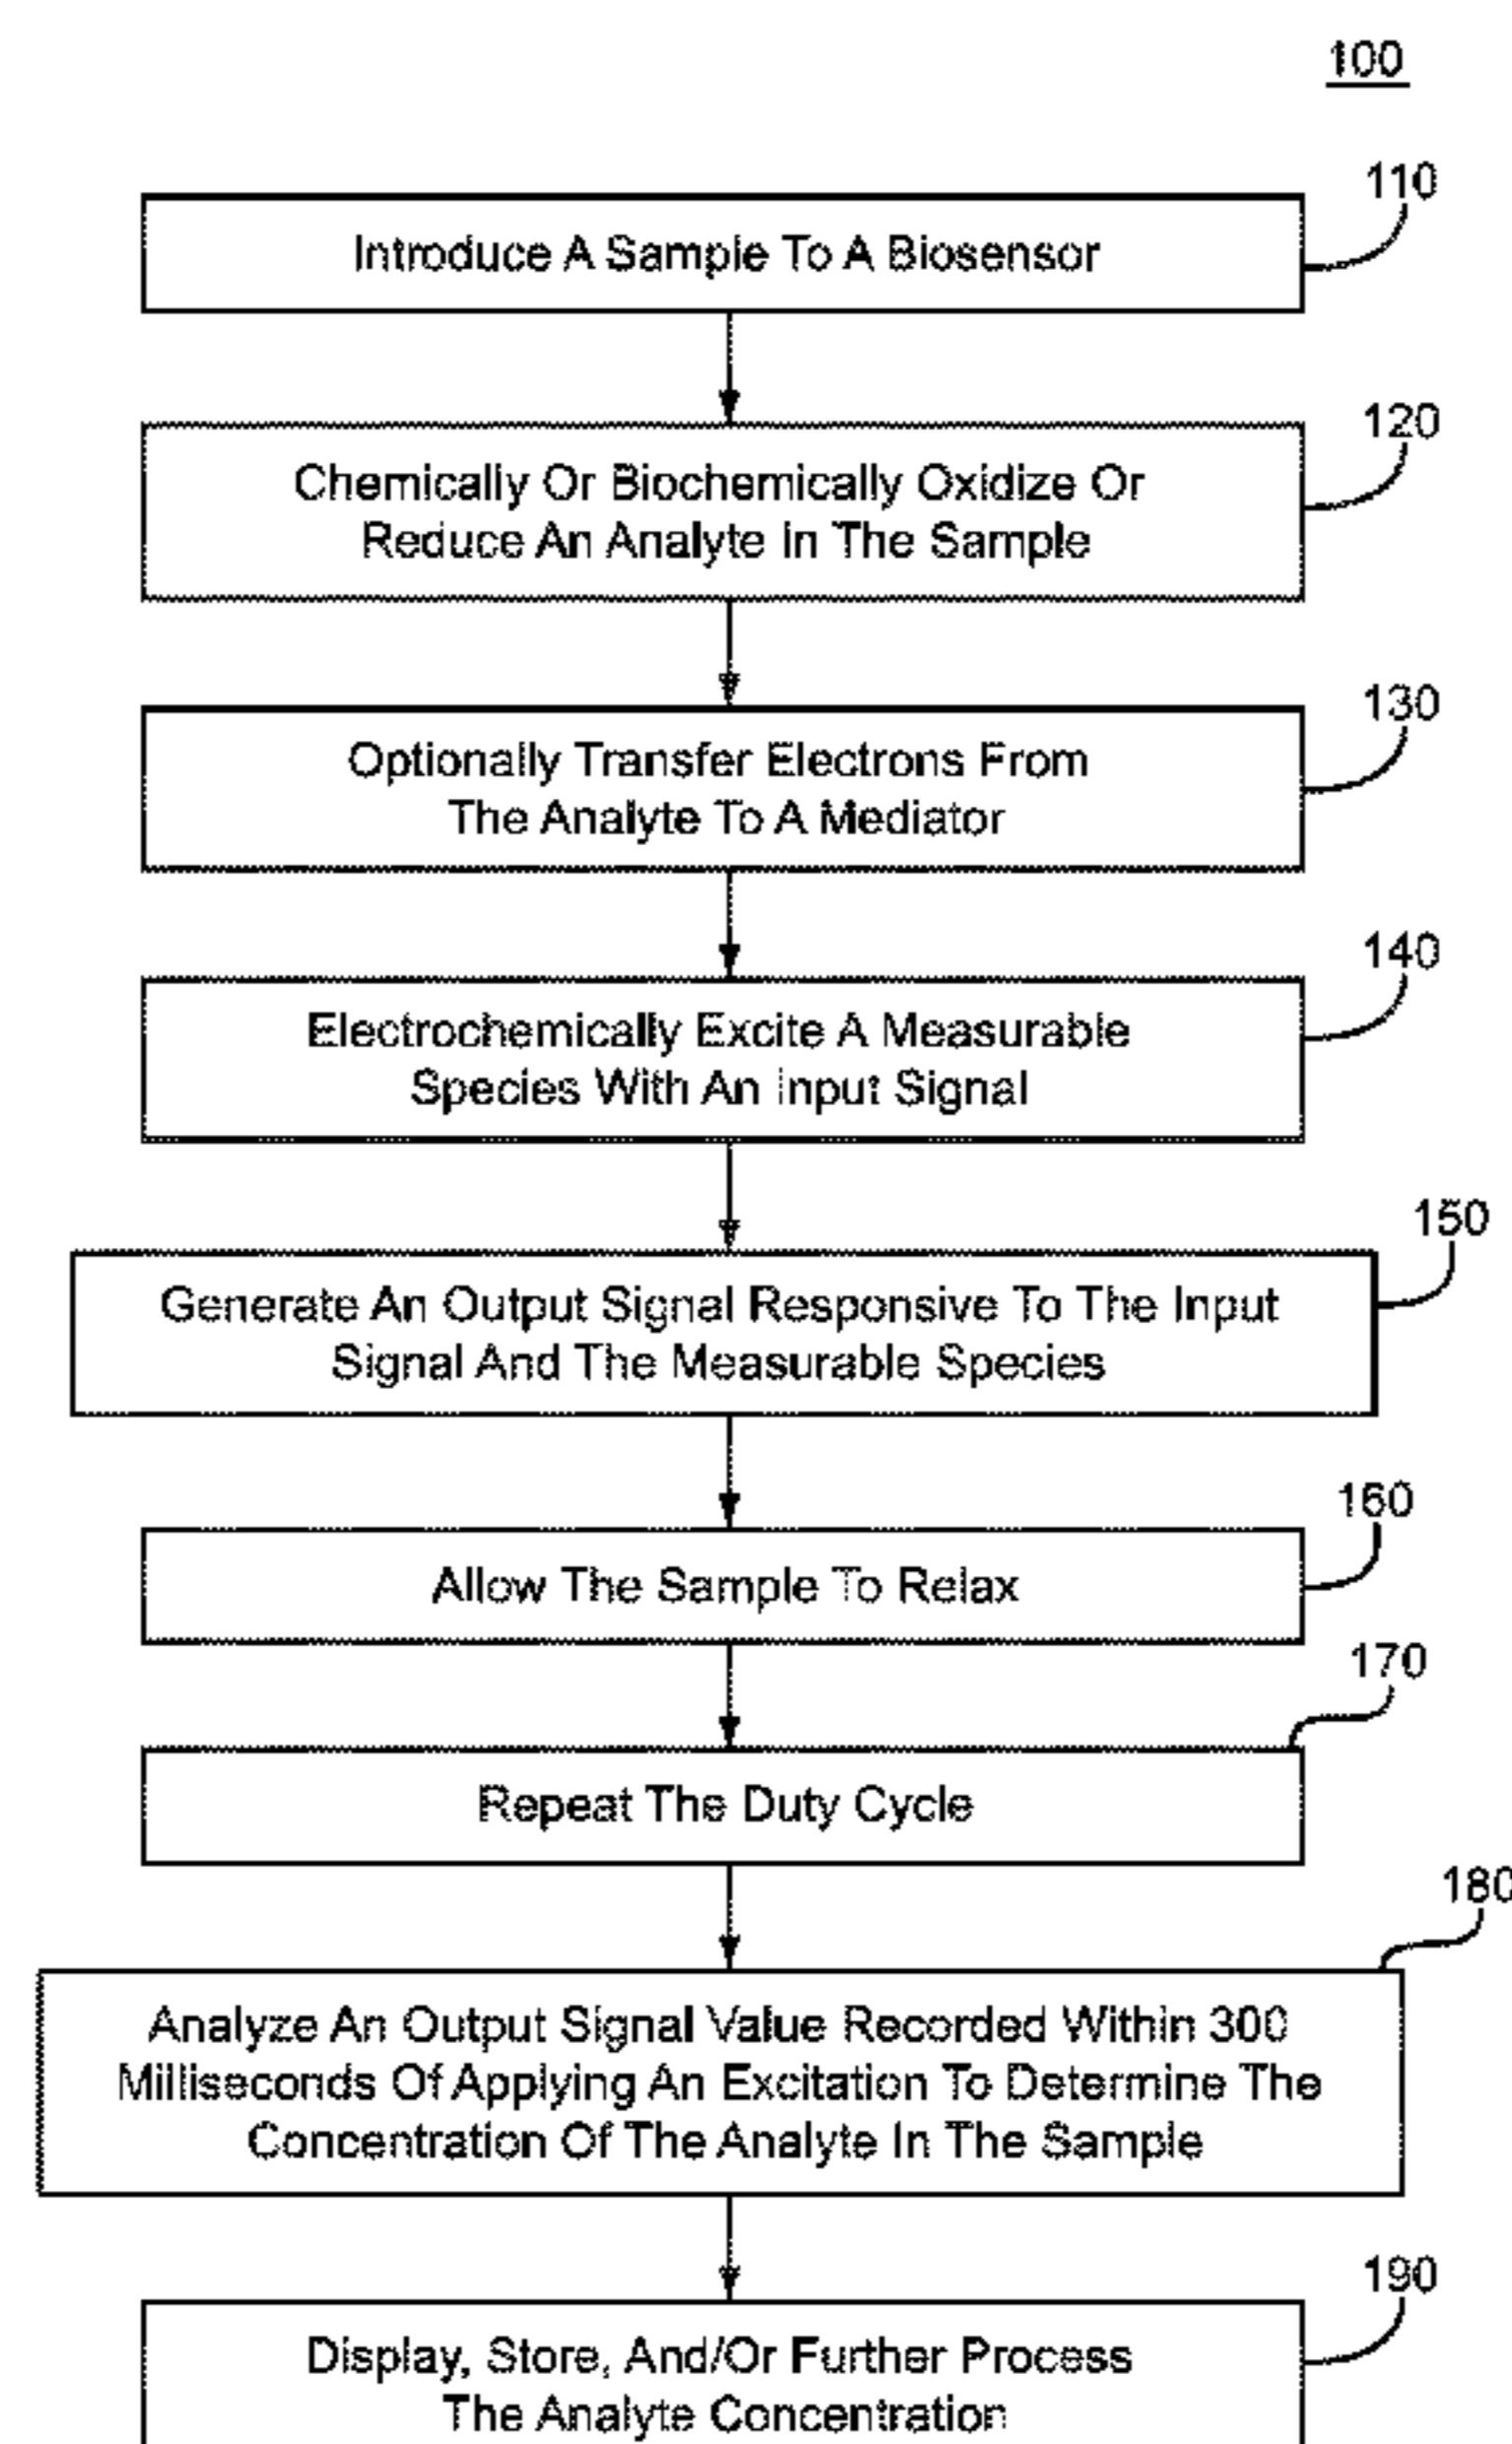 100
110
Introduce A Sample To A Biosensor
120
Chemically Or Biochemically Oxidize Or
Reduce An Analyte In The Sample
130
Optionally Transfer Electrons From
The Analyte To A Mediator
140
Electrochemically Excite A Measurable
Species With An Input Signal
150
Generate An Output Signal Responsive To The Input
Signal And The Measurable Species
160
Allow The Sample To Relax
170
Repeat The Duty Cycle
180
Analyze An Output Signal Value Recorded Within 300
Milliseconds Of Applying An Excitation To Determine The
Concentration Of The Analyte In The Sample
190
Display, Store, And/Or Further Process
The Analyte Concentration